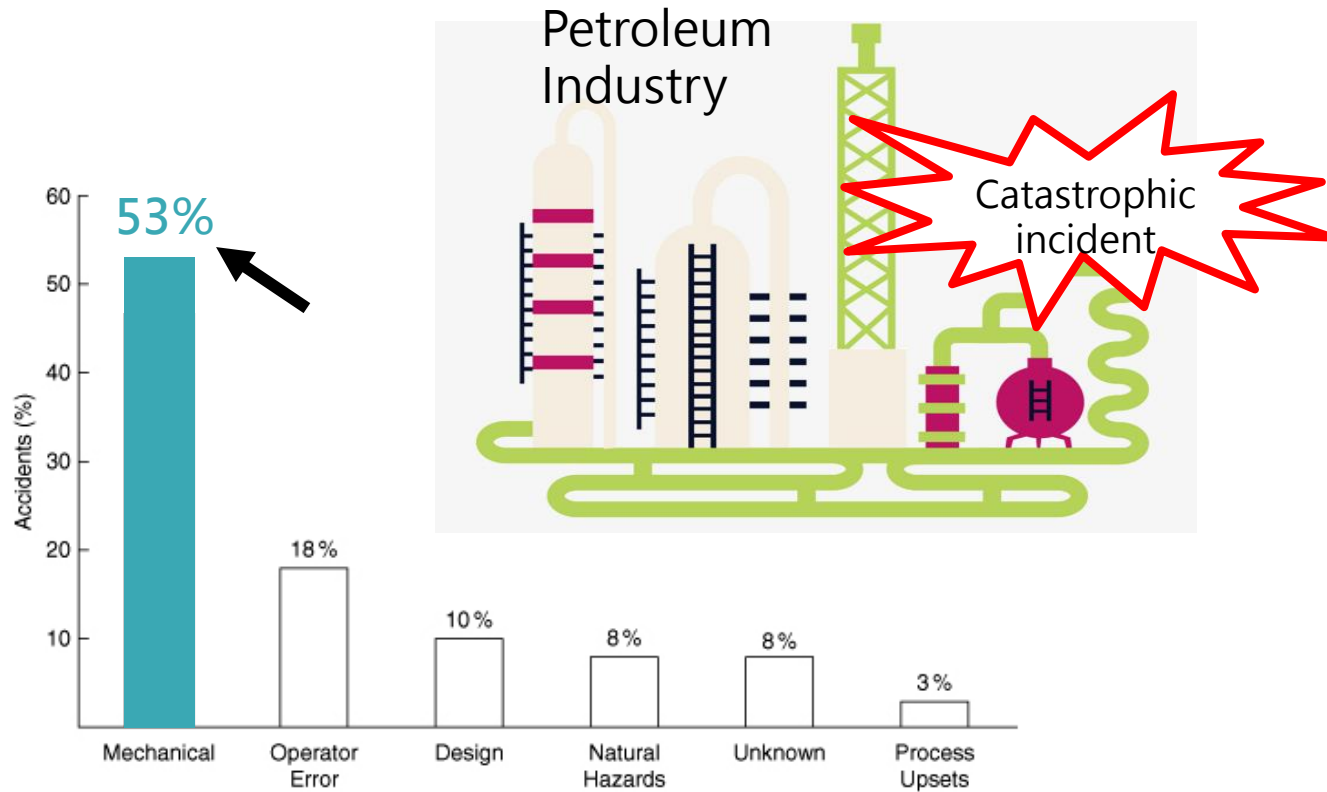 Petroleum
Industry
Catastrophic
incident
60
53%
50
40
Accidents (%)
30
20
18%
10%
10
8%
8%
3%
Mechanical
Operator
Error
Design
Natural
Hazards
Unknown
Process
Upsets